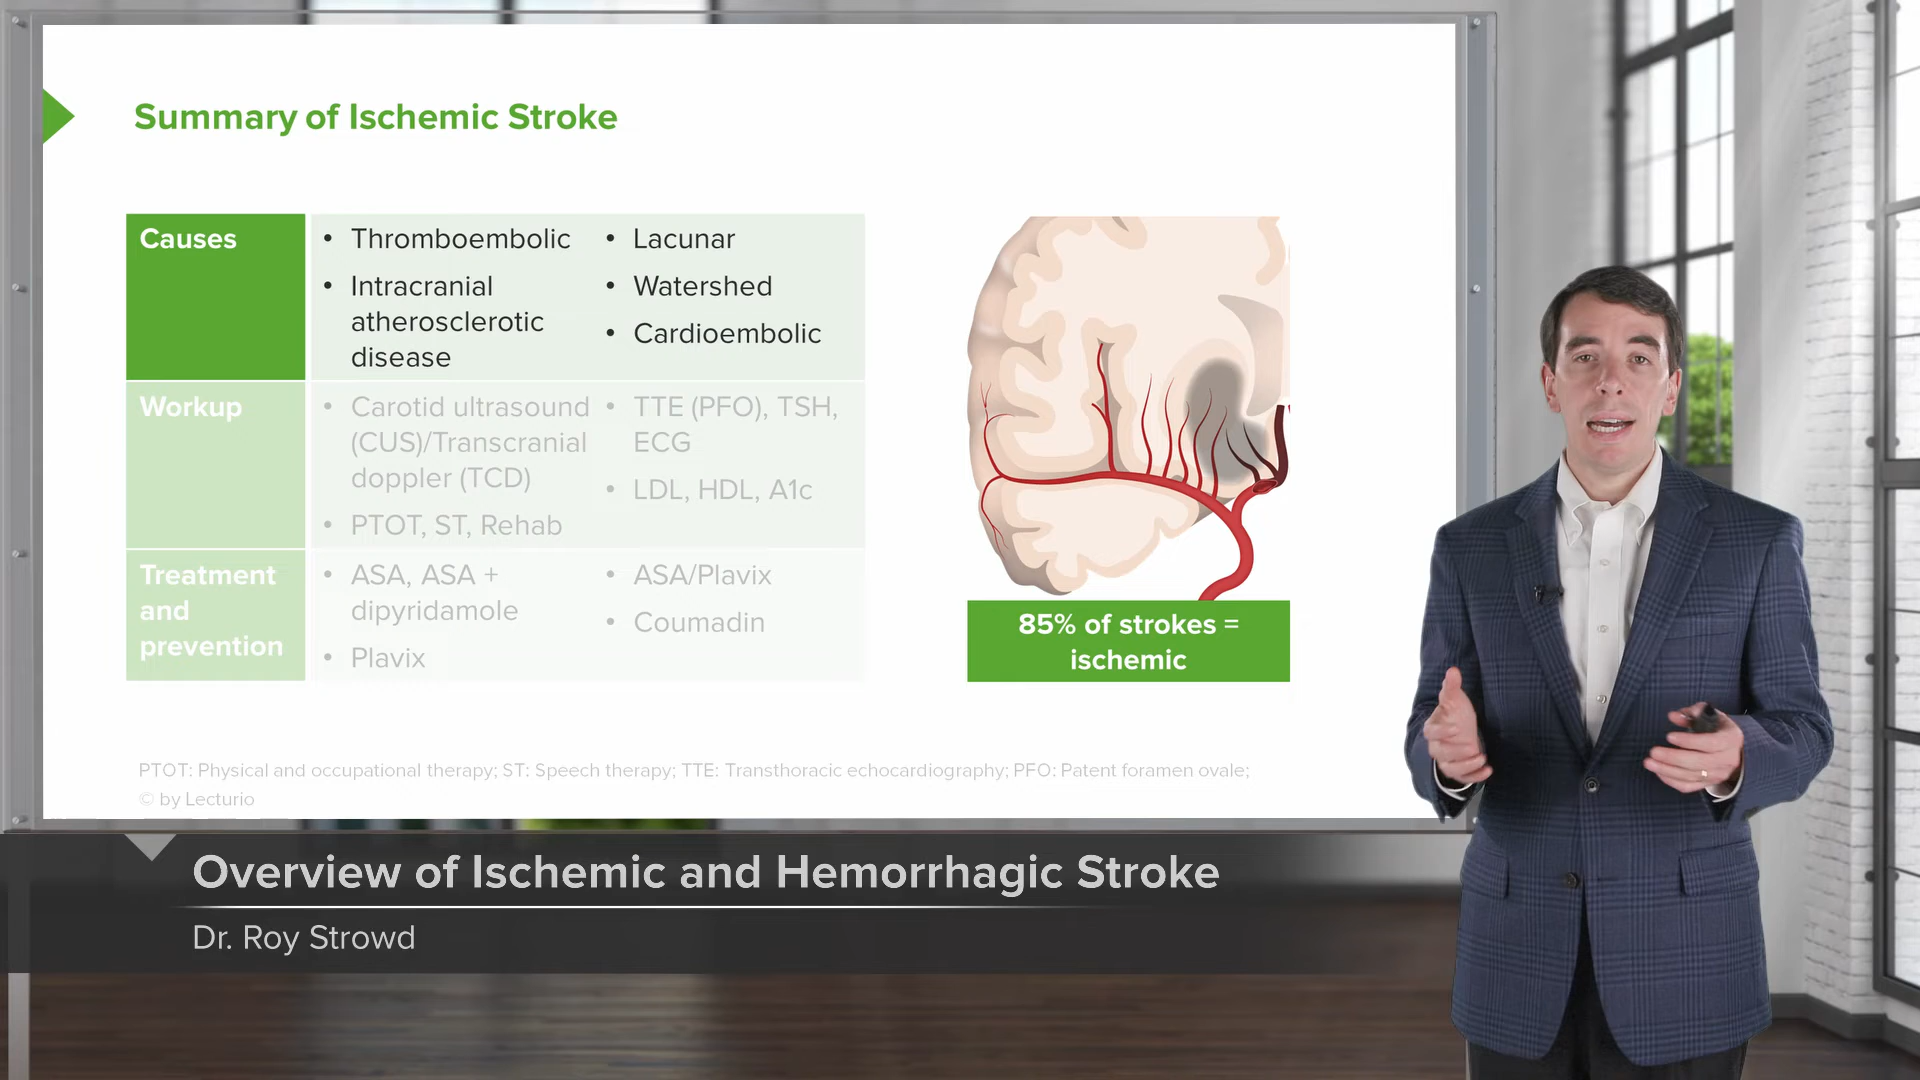 Summary of Ischemic Stroke
Causes
• Thromboembolic
• Intracranial
atherosclerotic
disease
• Lacunar
• Watershed
• Cardioembolic
Workup
• Carotid ultrasound
(CUS)/Transcranial
doppler (TCD)
• PTOT, ST, Rehab
• TTE (PFO), TSH,
ECG
• LDL, HDL, A1c
Treatment
and
prevention
• ASA, ASA +
dipyridamole
• Plavix
• ASA/Plavix
• Coumadin
85% of strokes =
ischemic
PTOT: Physical and occupational therapy; ST: Speech therapy; TTE: Transthoracic echocardiography; PFO: Patent foramen ovale;
© by Lecturio
Overview of Ischemic and Hemorrhagic Stroke
Dr. Roy Strowd